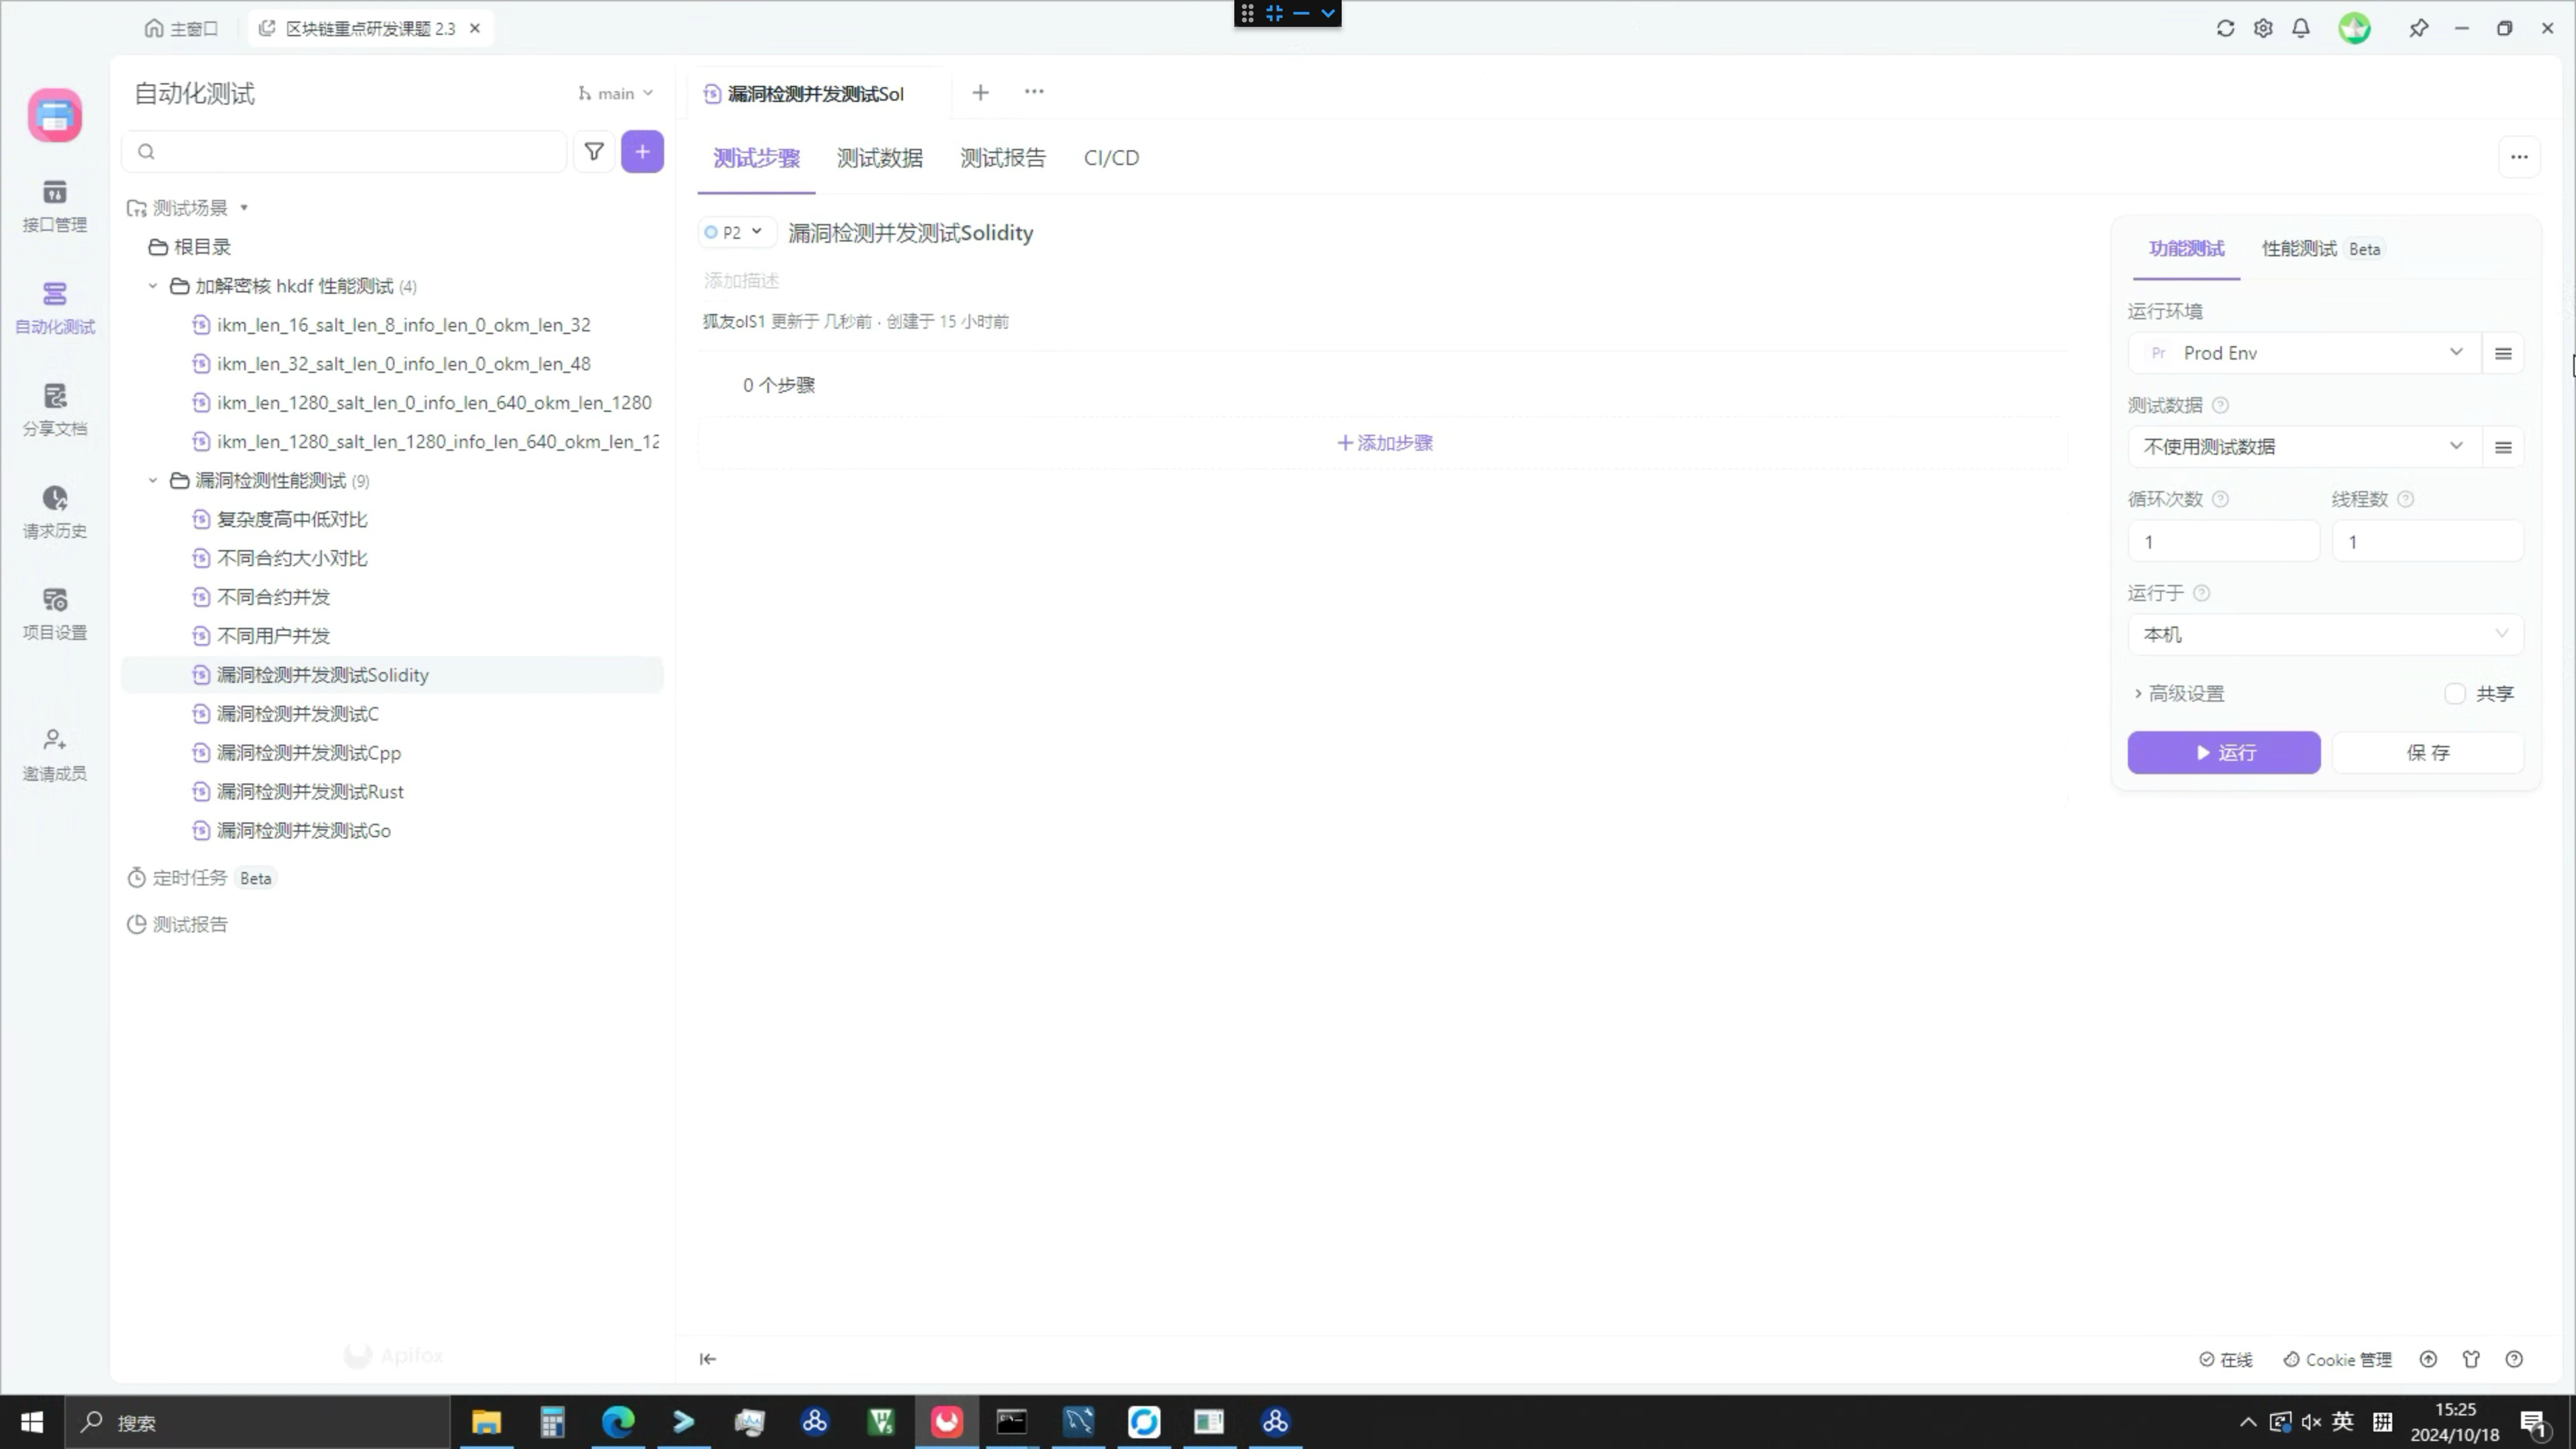 主窗口
区块链重点研发课题 2.3
自动化测试
main
接口管理
自动化测试
分享文档
请求历史
项目设置
邀请成员
测试场景
根目录
加解密核 hkdf 性能测试 (4)
ikm_len_16_salt_len_8_info_len_0_okm_len_32
ikm_len_32_salt_len_0_info_len_0_okm_len_48
ikm_len_1280_salt_len_0_info_len_640_okm_len_1280
ikm_len_1280_salt_len_1280_info_len_640_okm_len_12
漏洞检测性能测试 (9)
复杂度高中低对比
不同合约大小对比
不同合约并发
不同用户并发
漏洞检测并发测试Solidity
漏洞检测并发测试C
漏洞检测并发测试Cpp
漏洞检测并发测试Rust
漏洞检测并发测试Go
定时任务 Beta
测试报告
Apifox
漏洞检测并发测试Sol
测试步骤 测试数据 测试报告 CI/CD
P2 漏洞检测并发测试Solidity
添加描述
狐友olS1 更新于 几秒前 · 创建于 15 小时前
0 个步骤
添加步骤
功能测试 性能测试 Beta
运行环境
Pr Prod Env
测试数据
不使用测试数据
循环次数 线程数
1 1
运行于
本机
高级设置 共享
运行 保 存
在线 Cookie 管理
搜索
英
拼
15:25
2024/10/18
1